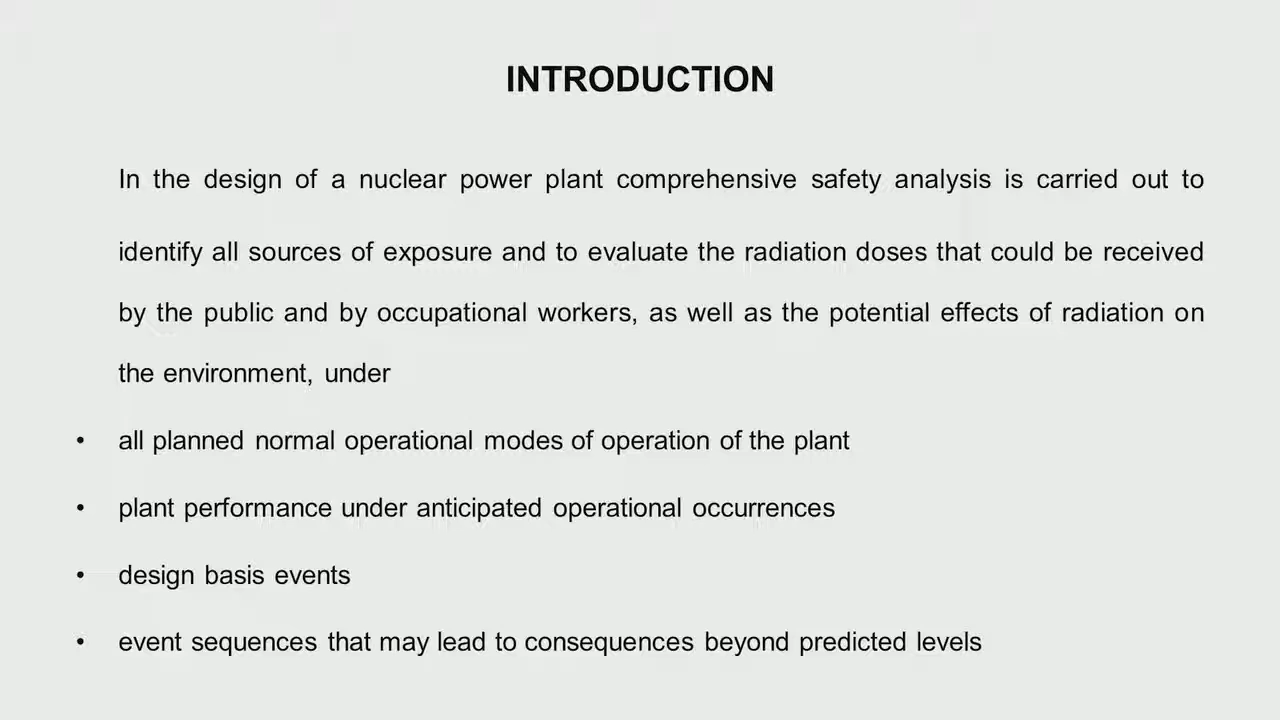 INTRODUCTION
In the design of a nuclear power plant comprehensive safety analysis is carried out to
identify all sources of exposure and to evaluate the radiation doses that could be received
by the public and by occupational workers, as well as the potential effects of radiation on
the environment, under
• all planned normal operational modes of operation of the plant
• plant performance under anticipated operational occurrences
• design basis events
• event sequences that may lead to consequences beyond predicted levels